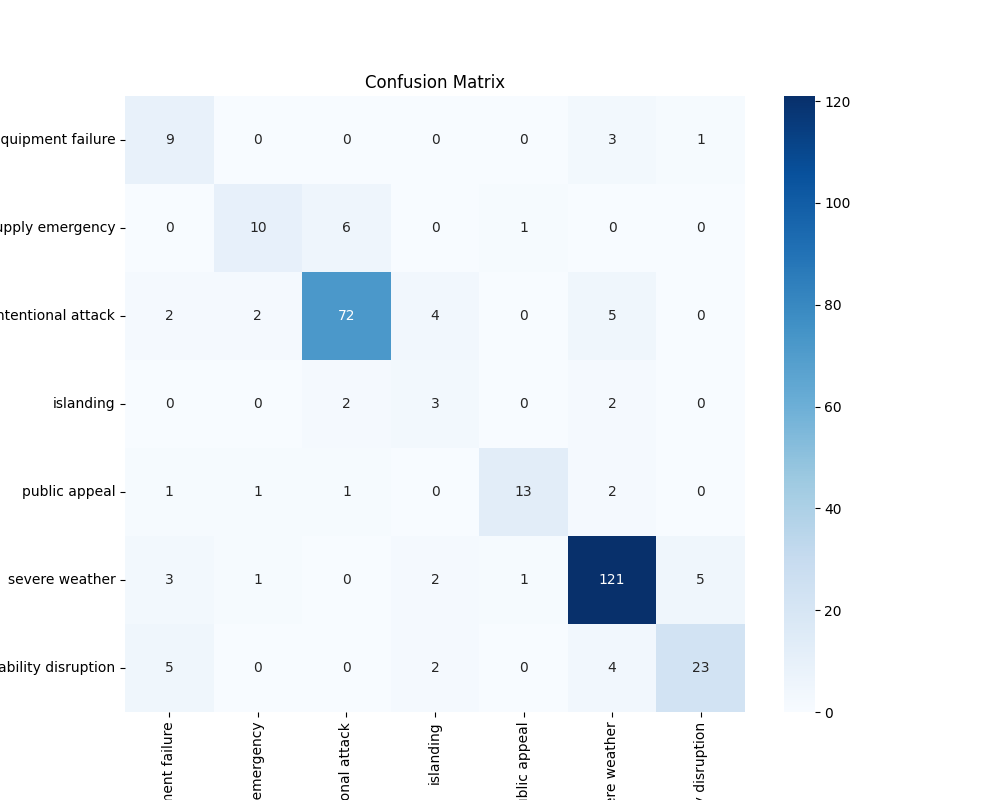 Confusion Matrix
quipment failure 9 0 0 0 0 3 1
upply emergency 0 10 6 0 1 0 0
ntentional attack 2 2 72 4 0 5 0
islanding 0 0 2 3 0 2 0
public appeal 1 1 1 0 13 2 0
severe weather 3 1 0 2 1 121 5
ability disruption 5 0 0 2 0 4 23
ment failure
emergency
onal attack
islanding
ublic appeal
ere weather
y disruption
120
100
80
60
40
20
0